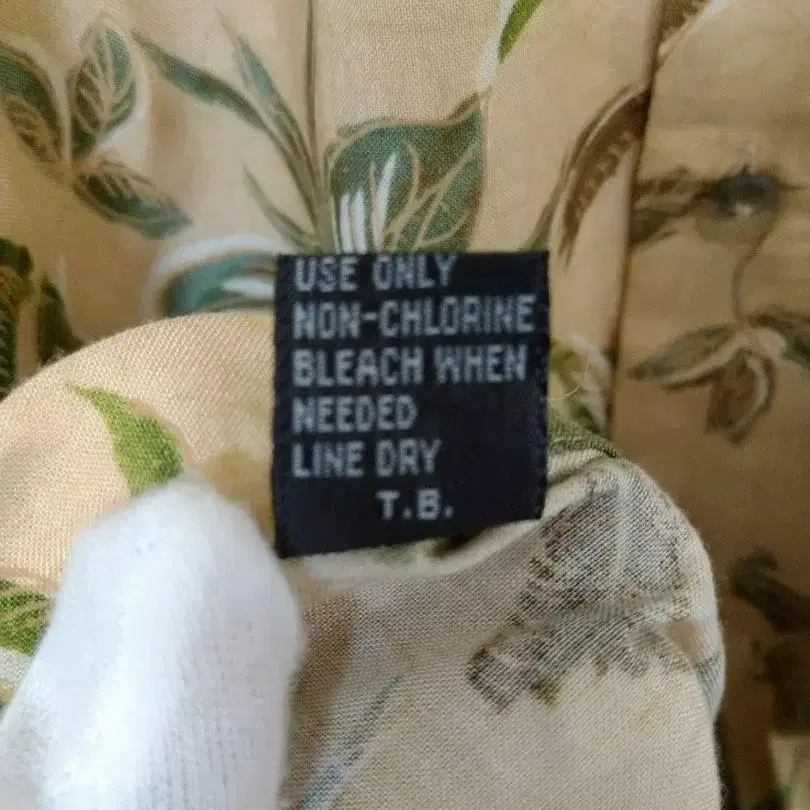 USE ONLY
NON-CHLORINE
BLEACH WHEN
NEEDED
LINE DRY
T.B.